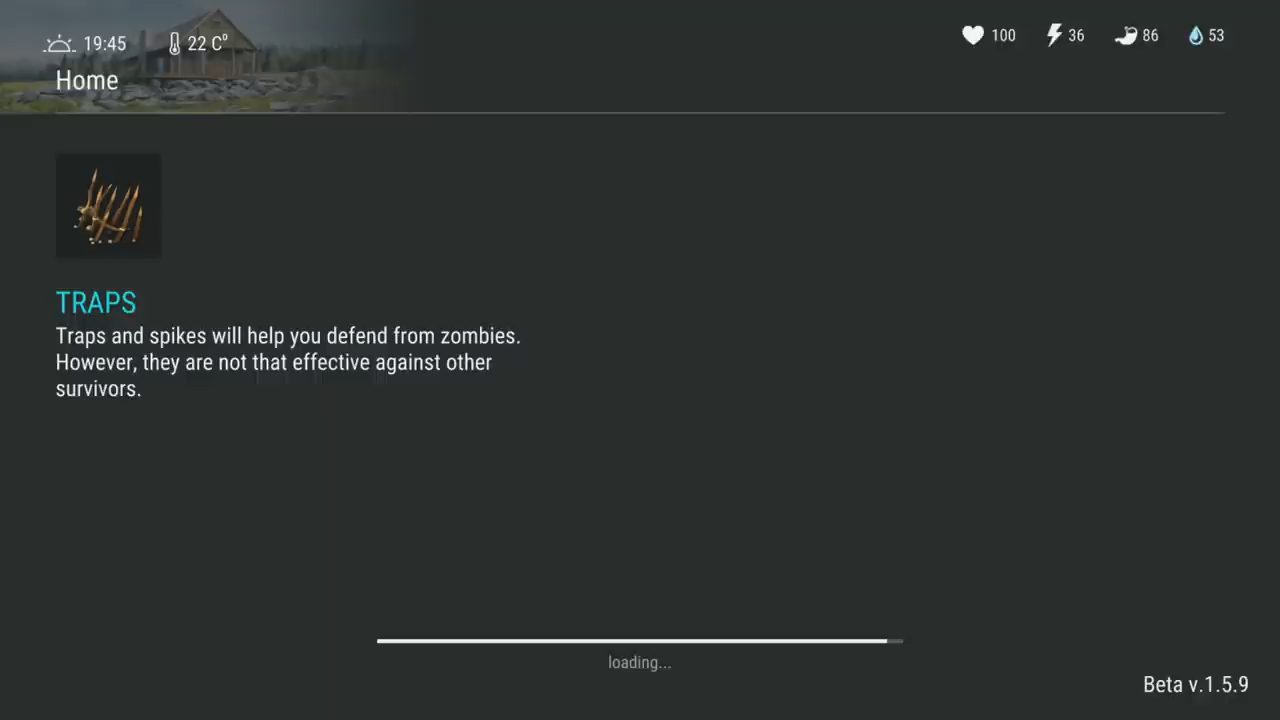 19:45 22 C° 100 36 86 53
Home
TRAPS
Traps and spikes will help you defend from zombies.
However, they are not that effective against other
survivors.
loading...
Beta v.1.5.9